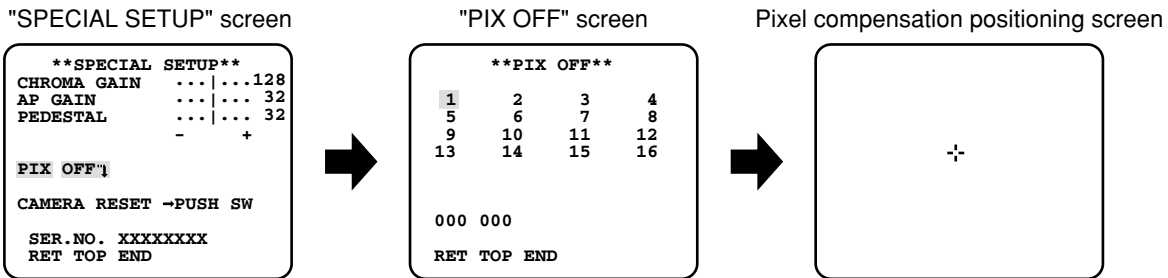 "SPECIAL SETUP" screen
**SPECIAL SETUP**
CHROMA GAIN ...|...128
AP GAIN ...|... 32
PEDESTAL ...|... 32
- +
PIX OFF
CAMERA RESET →PUSH SW
SER.NO. XXXXXXXX
RET TOP END
"PIX OFF" screen
**PIX OFF**
1 2 3 4
5 6 7 8
9 10 11 12
13 14 15 16
000 000
RET TOP END
Pixel compensation positioning screen